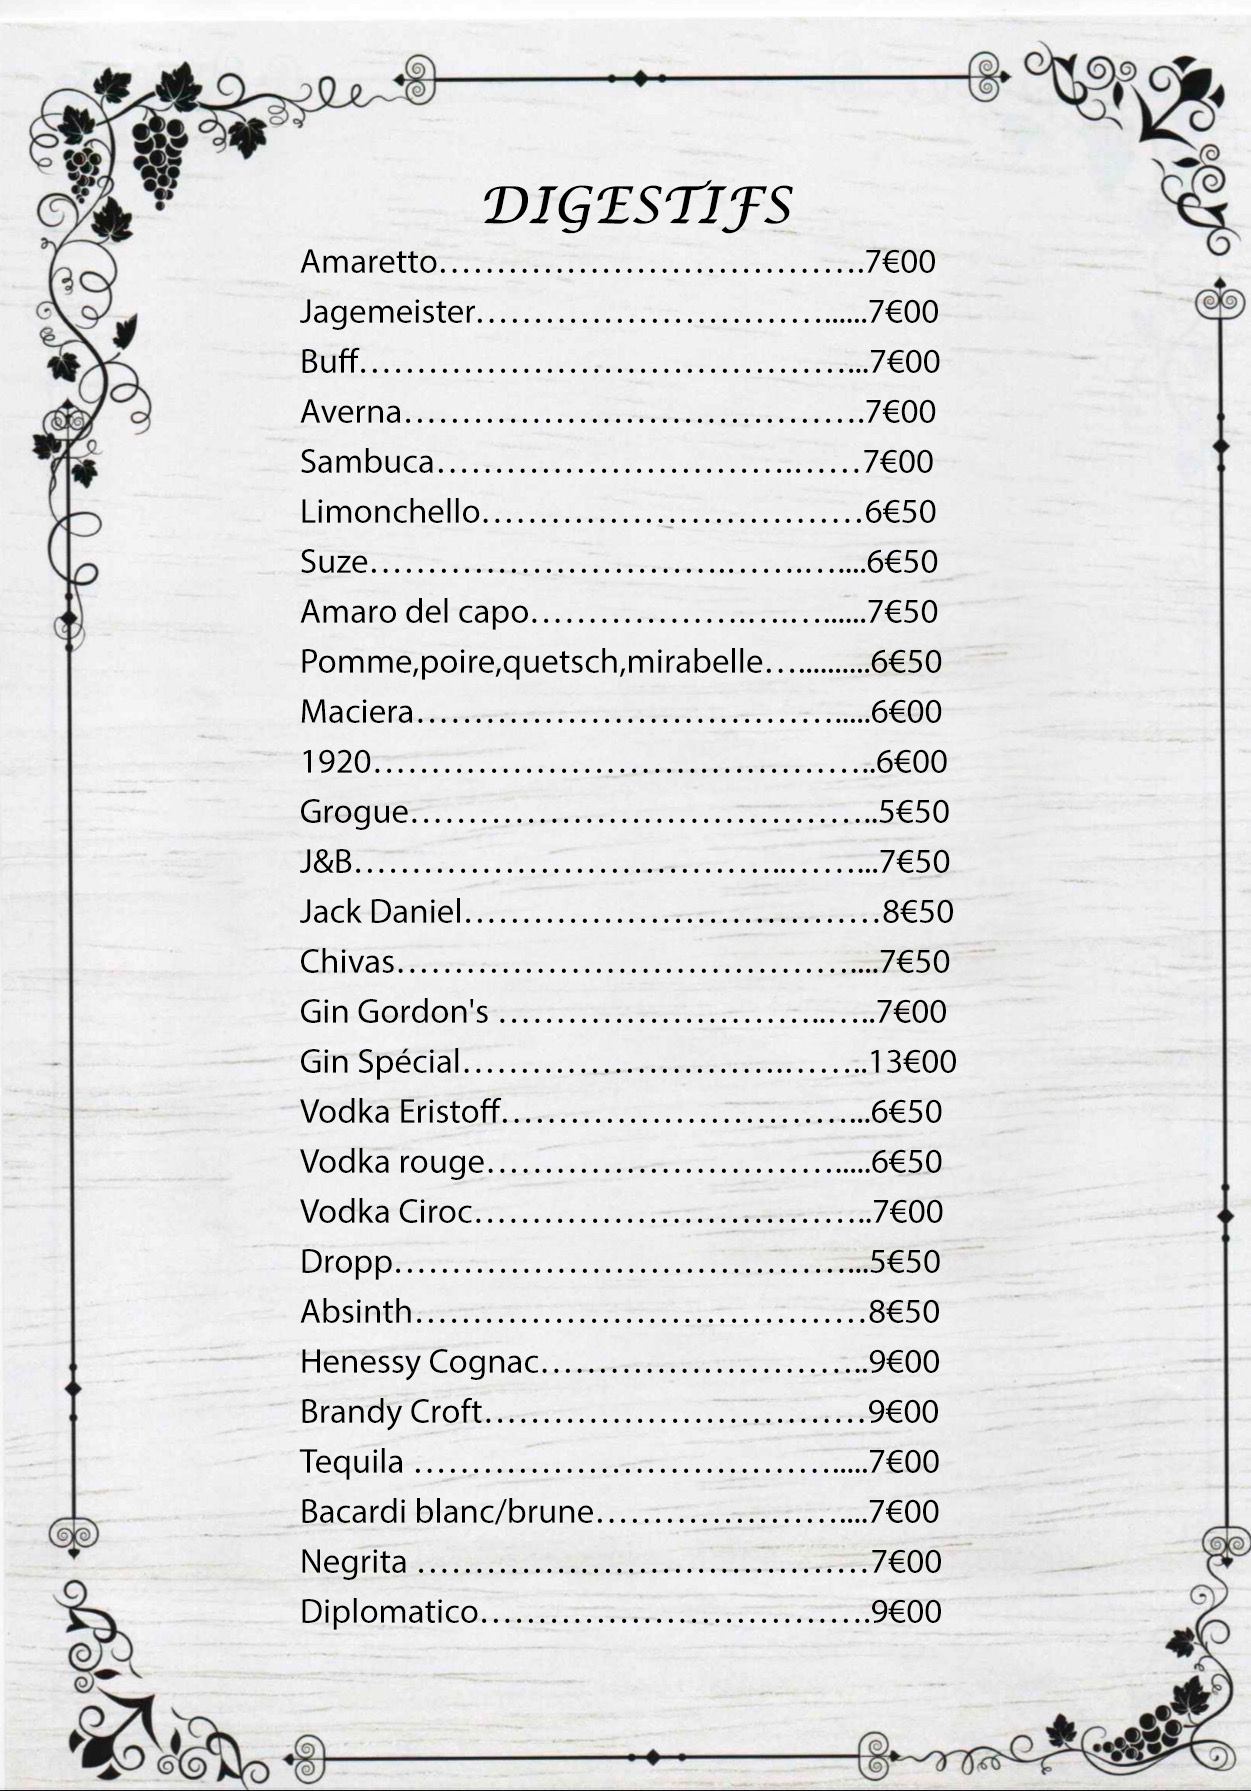 DIGESTIFS
Amaretto……………………………….7€00
Jagemeister…………………………......7€00
Buff……………………………………...7€00
Averna………………………………….7€00
Sambuca………………………….……7€00
Limonchello……………………………6€50
Suze………………………….…….…....6€50
Amaro del capo……………….….…......7€50
Pomme,poire,quetsch,mirabelle…..........6€50
Maciera……………………………….....6€00
1920……………………………………..6€00
Grogue…………………………………..5€50
J&B………………………………..……...7€50
Jack Daniel………………………………8€50
Chivas…………………………………....7€50
Gin Gordon's ………………………..…..7€00
Gin Spécial……………………….……..13€00
Vodka Eristoff…………………………...6€50
Vodka rouge………………………….....6€50
Vodka Ciroc……………………………..7€00
Dropp…………………………………...5€50
Absinth…………………………………8€50
Henessy Cognac………………………..9€00
Brandy Croft……………………………9€00
Tequila ……………………………….....7€00
Bacardi blanc/brune…………………....7€00
Negrita …………………………………7€00
Diplomatico…………………………….9€00